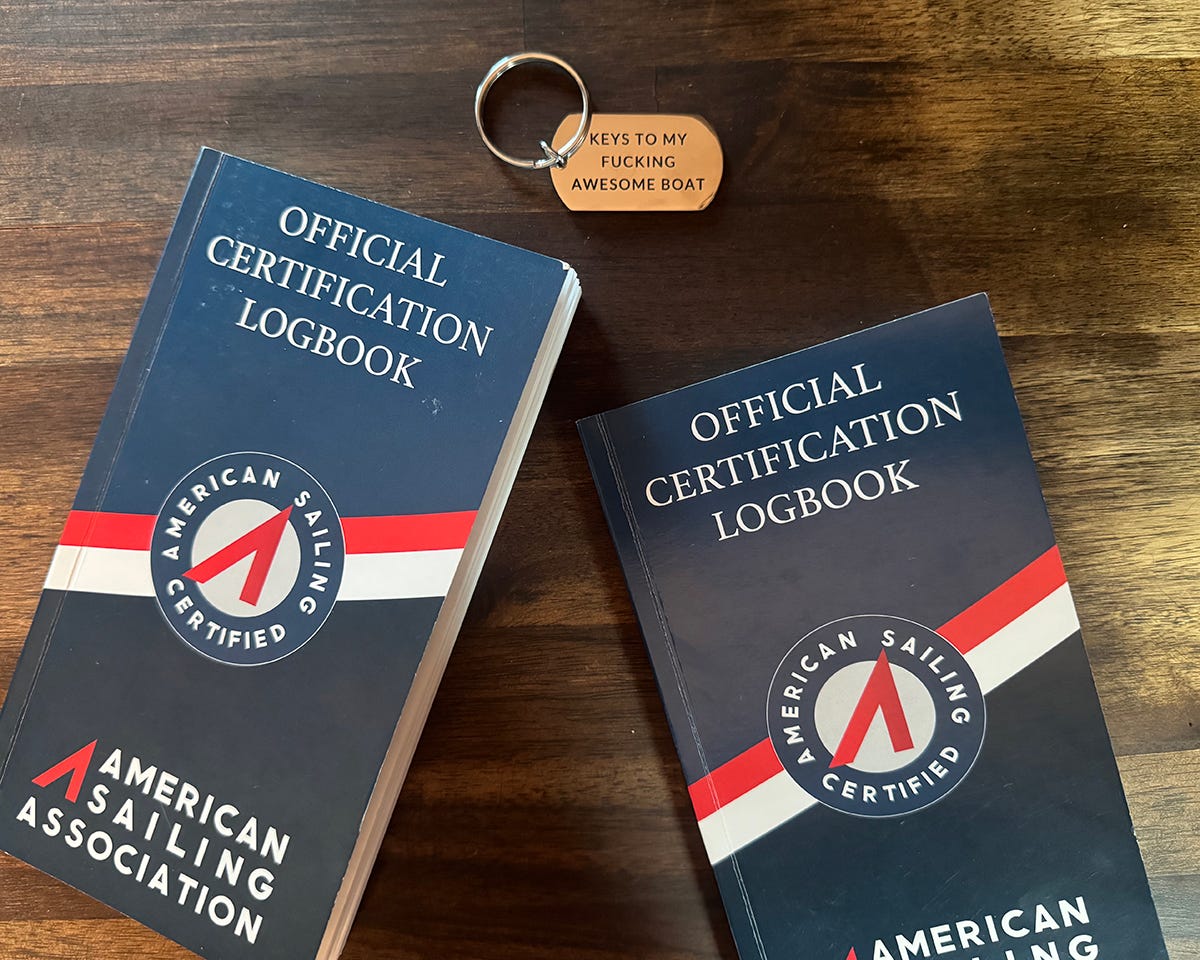 KEYS TO MY
FUCKING
AWESOME BOAT
OFFICIAL
CERTIFICATION
LOGBOOK
AMERICAN SAILING
CERTIFIED
AMERICAN
SAILING
ASSOCIATION
OFFICIAL
CERTIFICATION
LOGBOOK
AMERICAN SAILING
CERTIFIED
AMERICAN